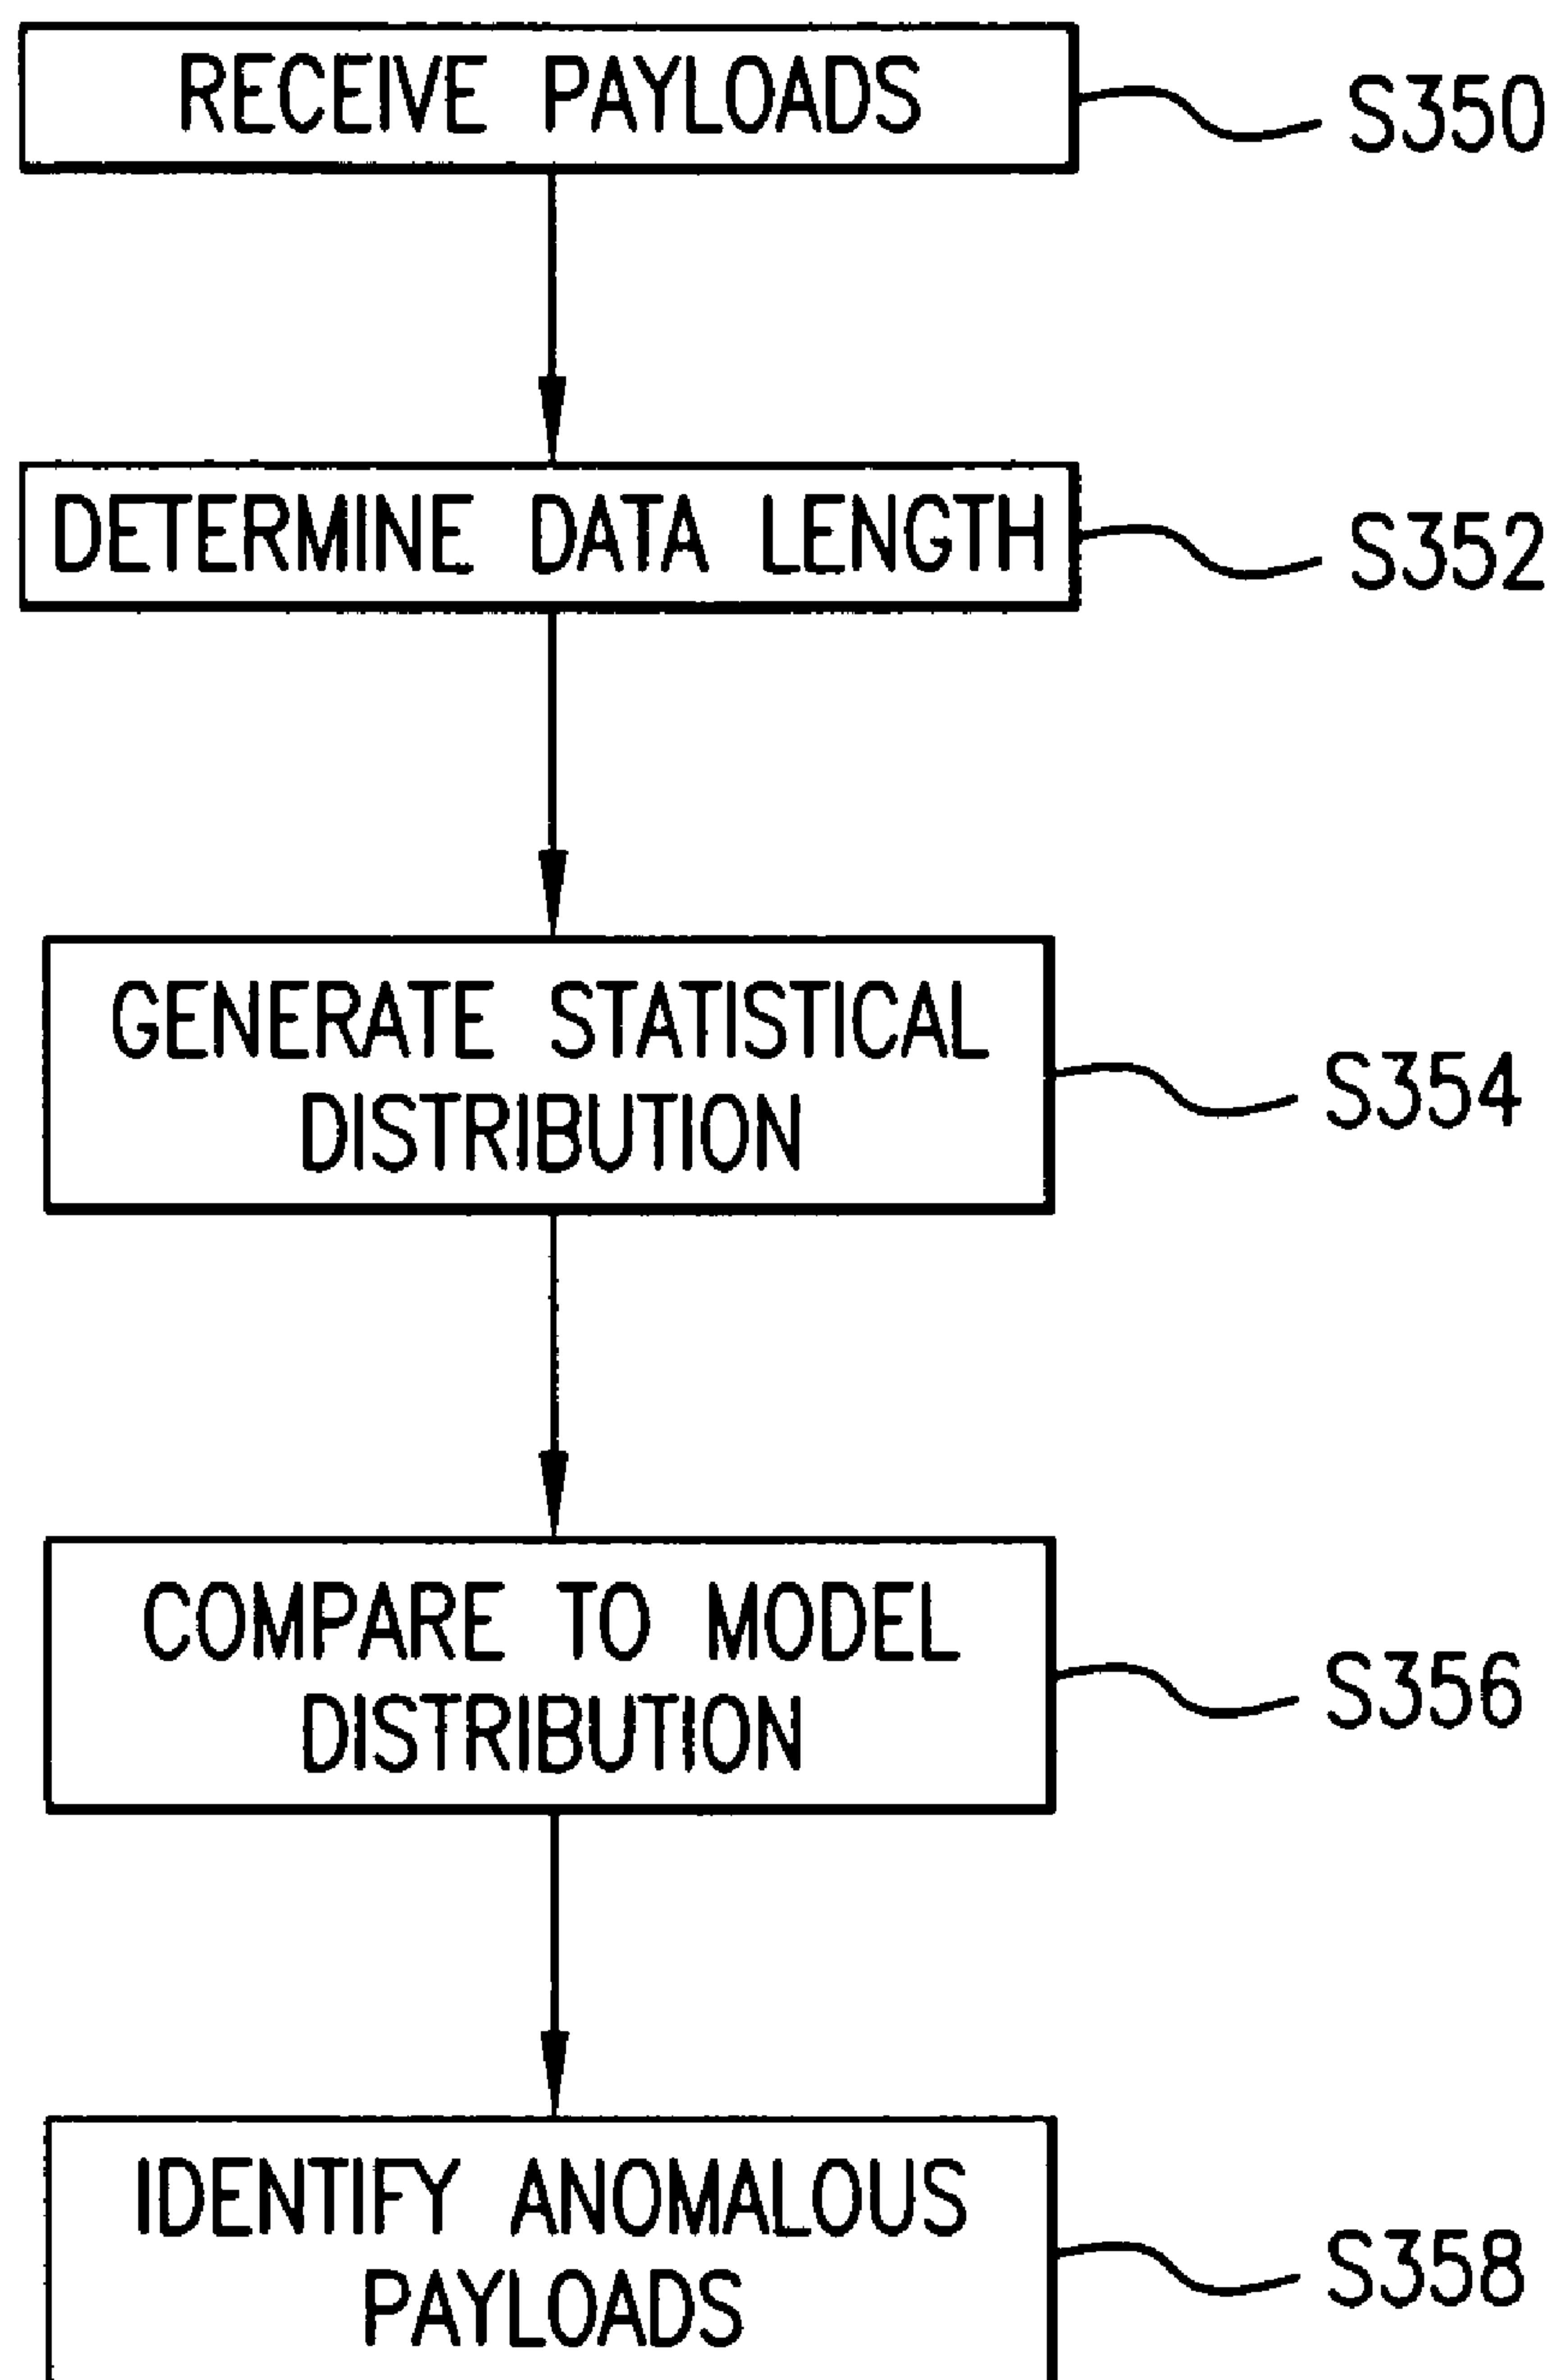 RECEIVE PAYLOADS
S350
DETERMINE DATA LENGTH
S352
GENERATE STATISTICAL
DISTRIBUTION
S354
COMPARE TO MODEL
DISTRIBUTION
S356
IDENTIFY ANOMALOUS
PAYLOADS
S358